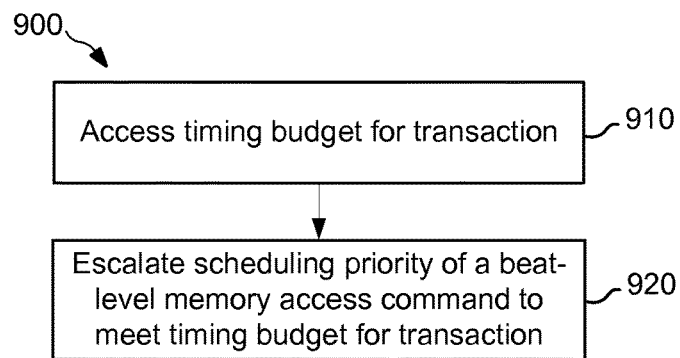 900
Access timing budget for transaction
910
Escalate scheduling priority of a beat-
level memory access command to
meet timing budget for transaction
920